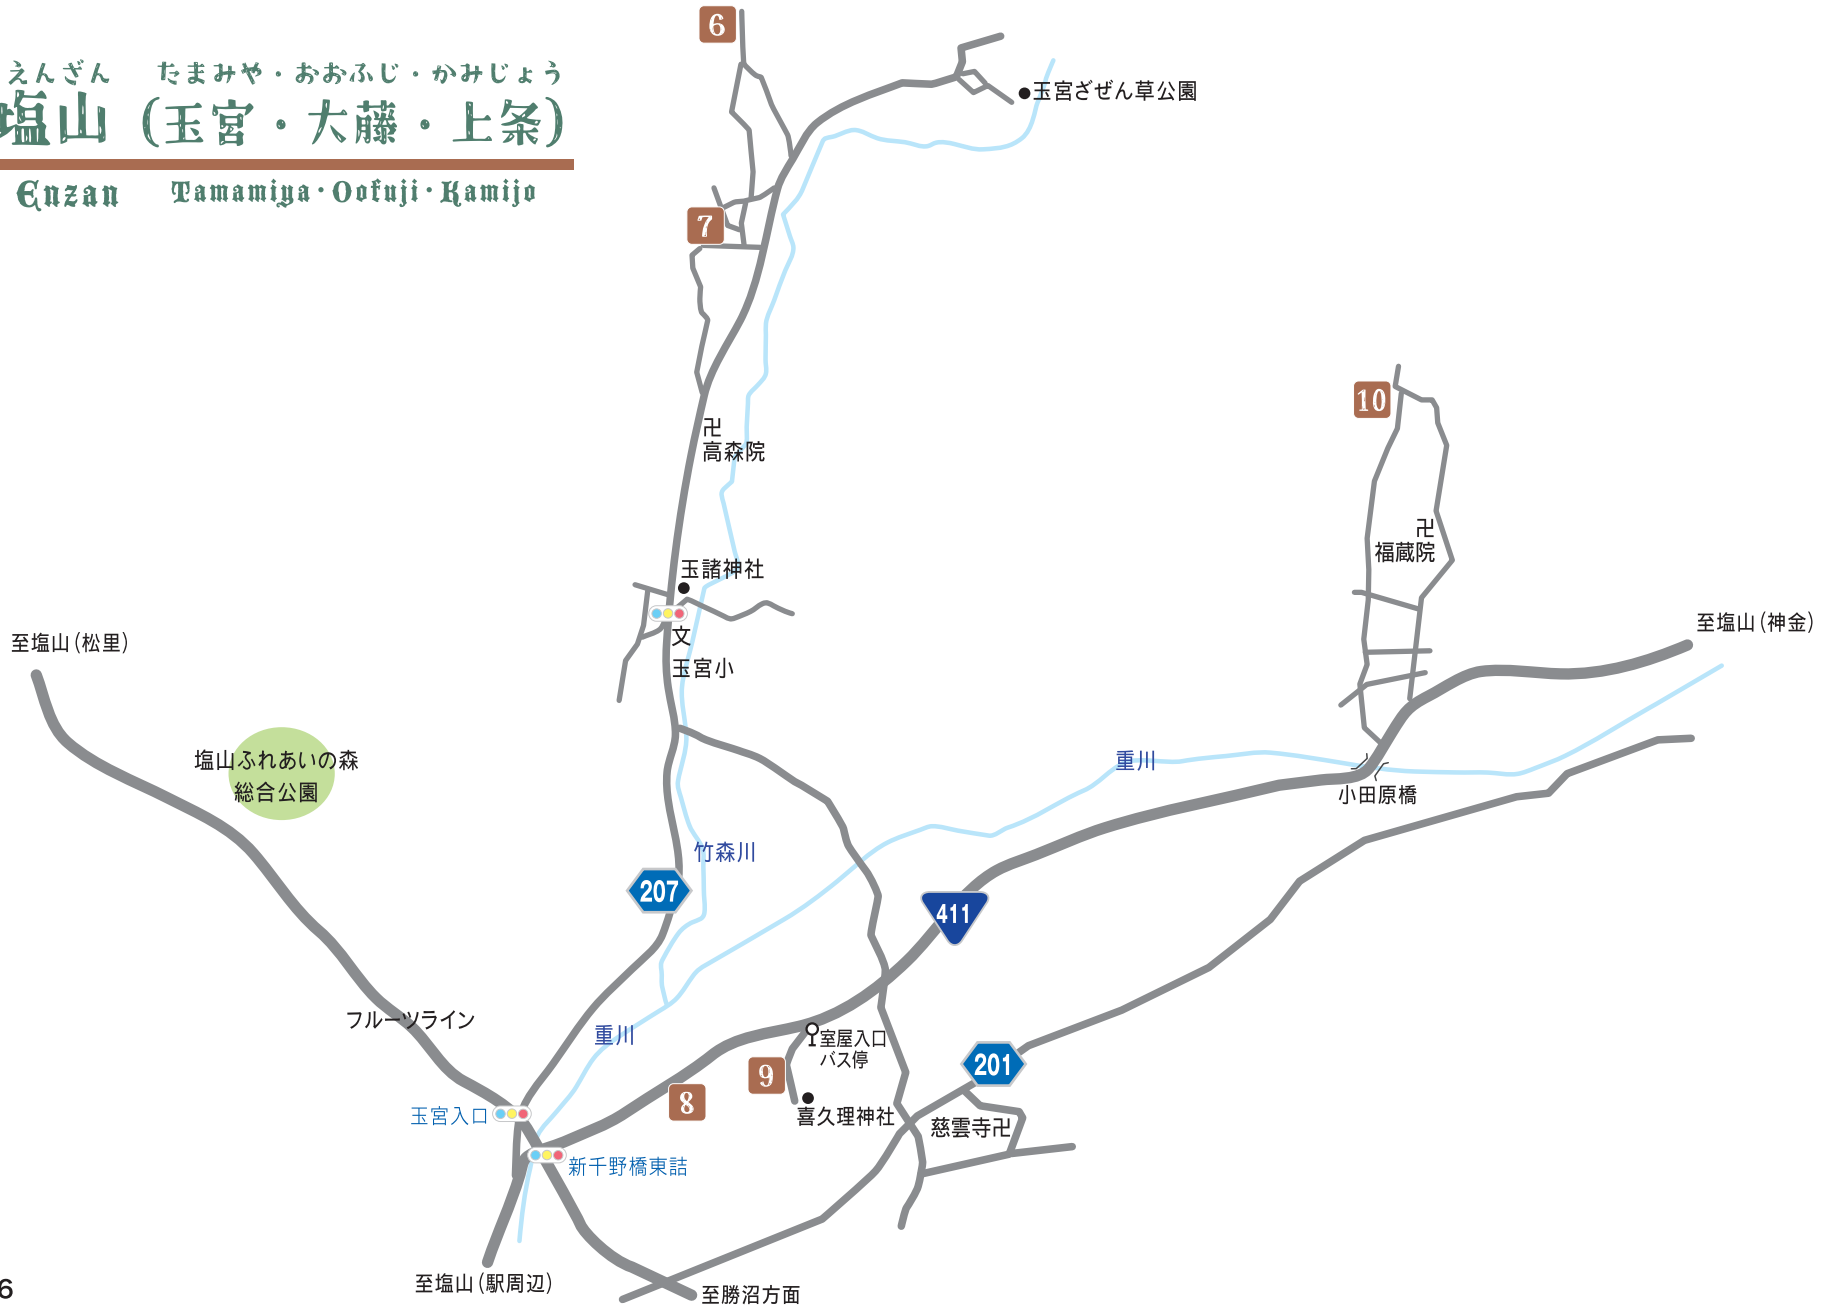 えんざん たまみや・おおふじ・かみじょう
塩山（玉宮・大藤・上条）
Enzan Tamamiya・Oofuji・Kamijo
6
玉宮ざぜん草公園
7
10
卍
高森院
卍
福蔵院
玉諸神社
文
玉宮小
至塩山（松里）
至塩山（神金）
塩山ふれあいの森
総合公園
重川
小田原橋
竹森川
207
411
フルーツライン
重川
室屋入口
バス停
201
9
8
喜久理神社
慈雲寺卍
玉宮入口
新千野橋東詰
至塩山（駅周辺）
至勝沼方面
6